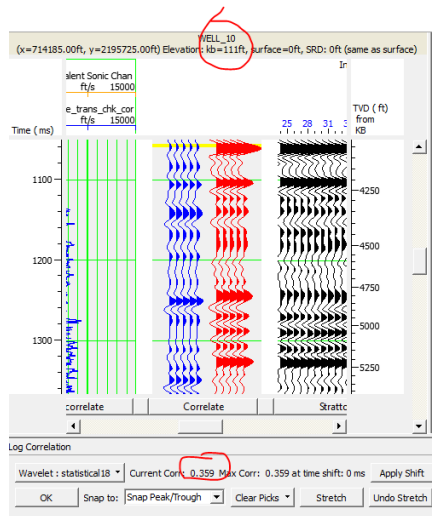 WELL_10
(x=714185.00ft, y=2195725.00ft) Elevation: kb=111ft, surface=0ft, SRD: 0ft (same as surface)
alent Sonic Chan
ft/s 15000
e_trans_chk_cor
ft/s 15000
In
25 28 31 3
TVD ( ft)
from
KB
Time ( ms)
1100
1200
1300
4250
4500
4750
5000
5250
correlate
Correlate
Stratto
Log Correlation
Wavelet : statistical18 Current Corr: 0.359 Max Corr: 0.359 at time shift: 0 ms Apply Shift
OK Snap to: Snap Peak/Trough Clear Picks Stretch Undo Stretch